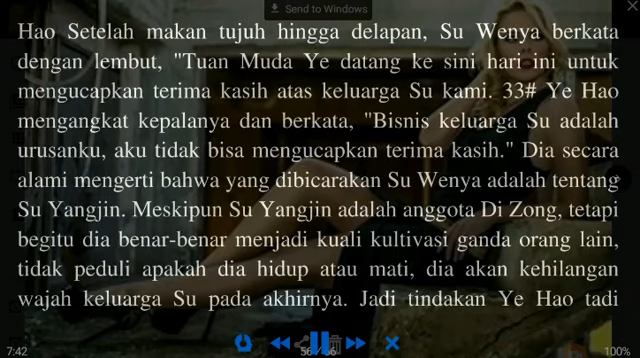 Send to Windows
Hao Setelah makan tujuh hingga delapan, Su Wenya berkata
dengan lembut, "Tuan Muda Ye datang ke sini hari ini untuk
mengucapkan terima kasih atas keluarga Su kami. 33# Ye Hao
mengangkat kepalanya dan berkata, "Bisnis keluarga Su adalah
urusanku, aku tidak bisa mengucapkan terima kasih." Dia secara
alami mengerti bahwa yang dibicarakan Su Wenya adalah tentang
Su Yangjin. Meskipun Su Yangjin adalah anggota Di Zong, tetapi
begitu dia benar-benar menjadi kuali kultivasi ganda orang lain,
tidak peduli apakah dia hidup atau mati, dia akan kehilangan
wajah keluarga Su pada akhirnya. Jadi tindakan Ye Hao tadi
7:42 100%